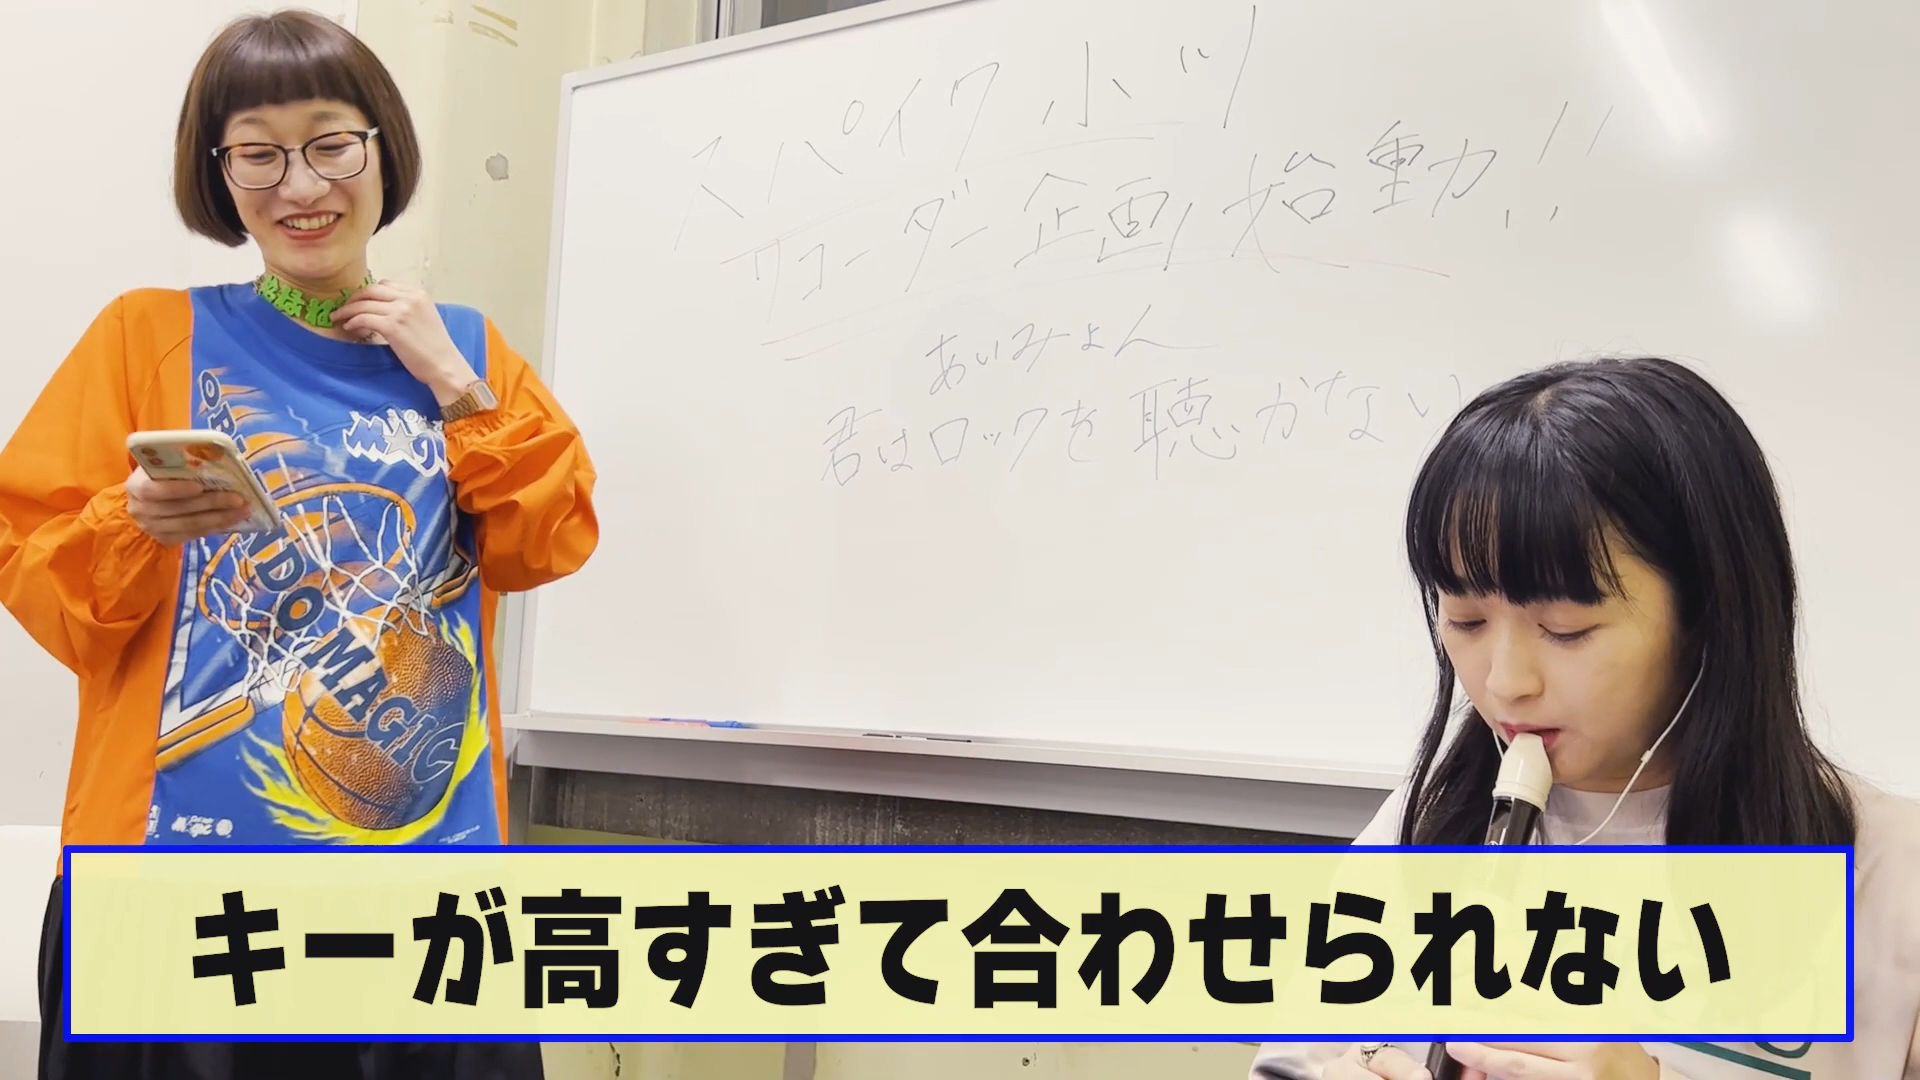 スパイク小ツ
リコーダー企画始動!!
あいみょん
君はロックを聴かない
ORLANDO MAGIC
キーが高すぎて合わせられない